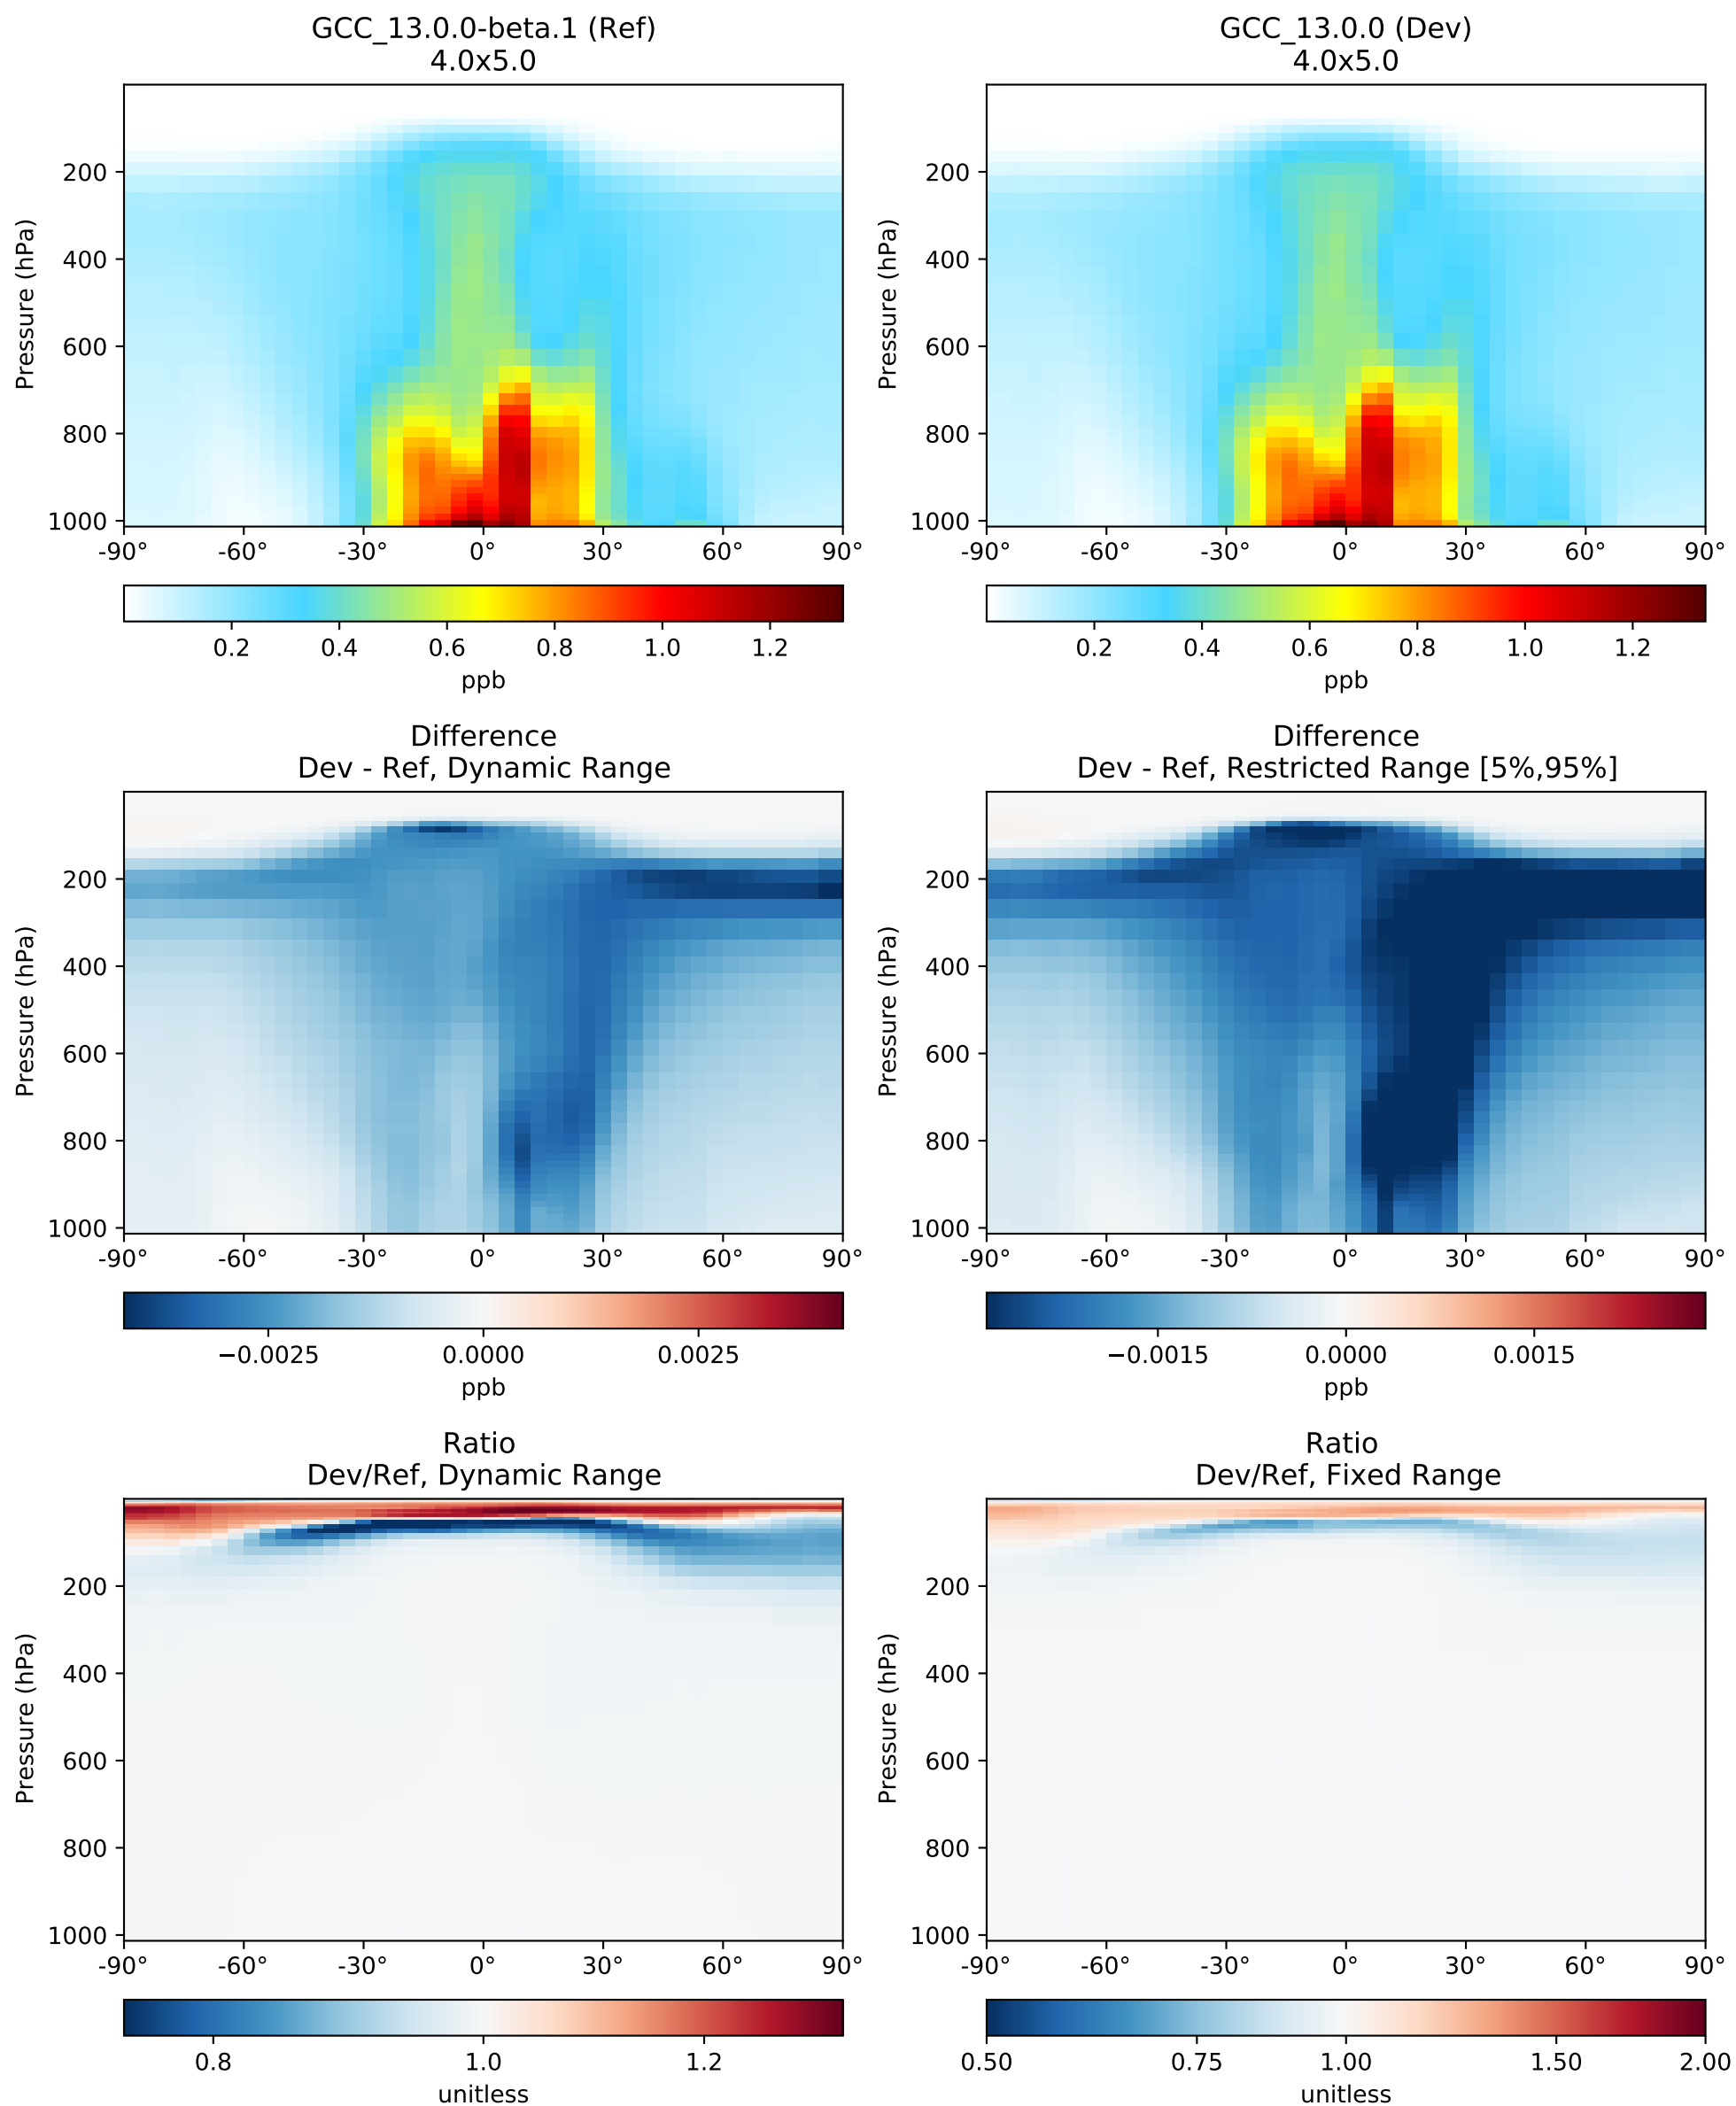 GCC_13.0.0-beta.1 (Ref)
4.0x5.0
Pressure (hPa)
200
400
600
800
1000
-90° -60° -30° 0° 30° 60° 90°
0.2 0.4 0.6 0.8 1.0 1.2
ppb
GCC_13.0.0 (Dev)
4.0x5.0
Pressure (hPa)
200
400
600
800
1000
-90° -60° -30° 0° 30° 60° 90°
0.2 0.4 0.6 0.8 1.0 1.2
ppb
Difference
Dev - Ref, Dynamic Range
Pressure (hPa)
200
400
600
800
1000
-90° -60° -30° 0° 30° 60° 90°
−0.0025 0.0000 0.0025
ppb
Difference
Dev - Ref, Restricted Range [5%,95%]
Pressure (hPa)
200
400
600
800
1000
-90° -60° -30° 0° 30° 60° 90°
−0.0015 0.0000 0.0015
ppb
Ratio
Dev/Ref, Dynamic Range
Pressure (hPa)
200
400
600
800
1000
-90° -60° -30° 0° 30° 60° 90°
0.8 1.0 1.2
unitless
Ratio
Dev/Ref, Fixed Range
Pressure (hPa)
200
400
600
800
1000
-90° -60° -30° 0° 30° 60° 90°
0.50 0.75 1.00 1.50 2.00
unitless